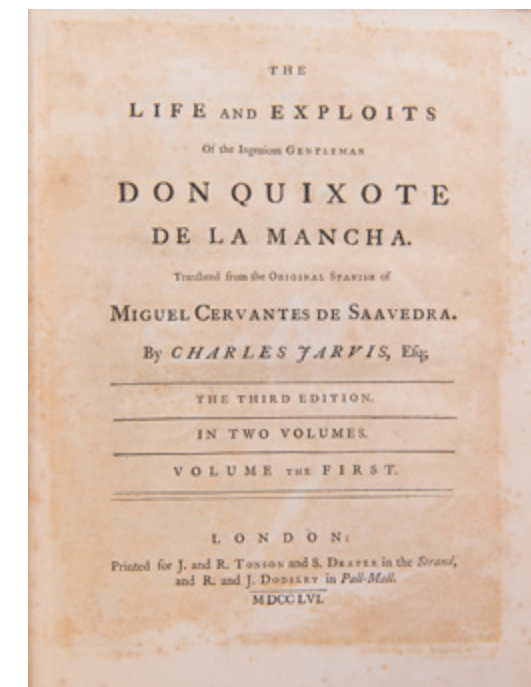 THE
LIFE AND EXPLOITS
Of the Ingenious GENTLEMAN
DON QUIXOTE
DE LA MANCHA.
Translated from the ORIGINAL SPANISH of
MIGUEL CERVANTES DE SAAVEDRA.
By CHARLES JARVIS, Esq;
THE THIRD EDITION.
IN TWO VOLUMES.
VOLUME THE FIRST.
LONDON:
Printed for J. and R. TONSON and S. DRAPER in the Strand,
and R. and J. DODSLEY in Pall-Mall.
MDCCLVI.